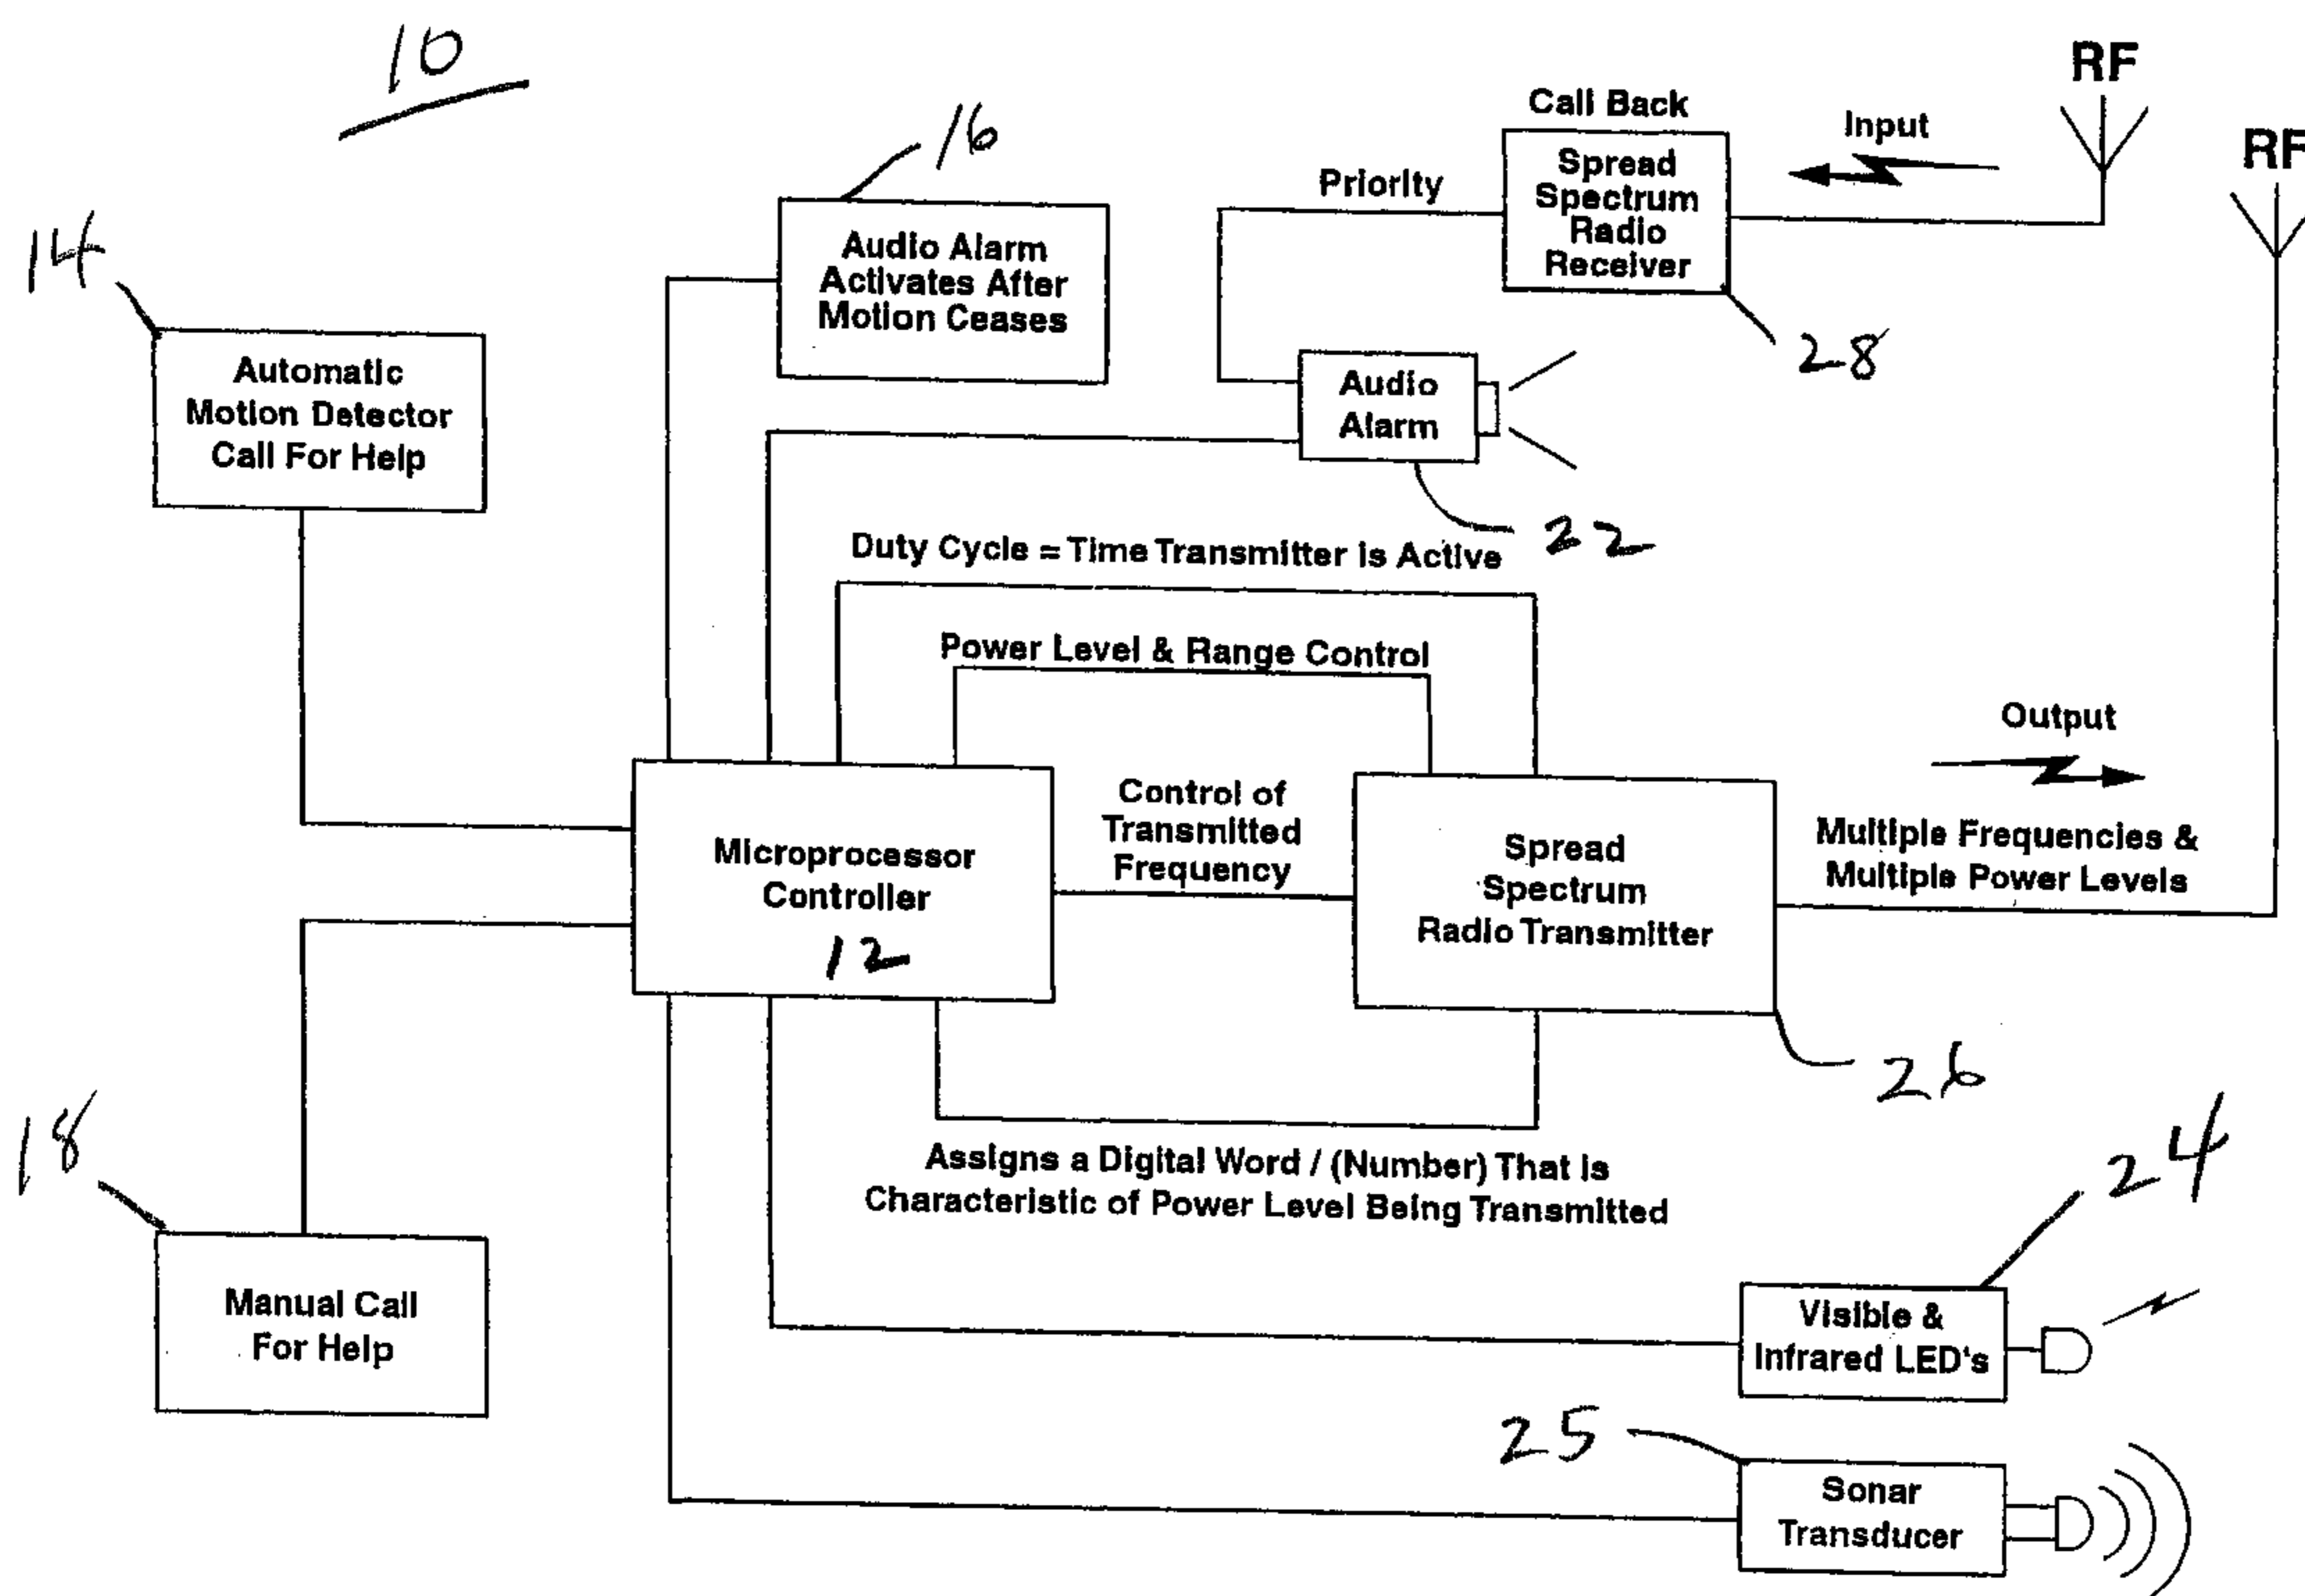 10
RF
RF
Call Back
Input
16
Spread
Spectrum
Radio
Receiver
Priority
28
14
Audio Alarm
Activates After
Motion Ceases
Automatic
Motion Detector
Call For Help
Audio
Alarm
22
Duty Cycle = Time Transmitter is Active
Power Level & Range Control
Output
Control of
Transmitted
Frequency
Microprocessor
Controller
12
Spread
Spectrum
Radio Transmitter
Multiple Frequencies &
Multiple Power Levels
26
18
Assigns a Digital Word / (Number) That is
Characteristic of Power Level Being Transmitted
24
Manual Call
For Help
Visible &
Infrared LED's
25
Sonar
Transducer